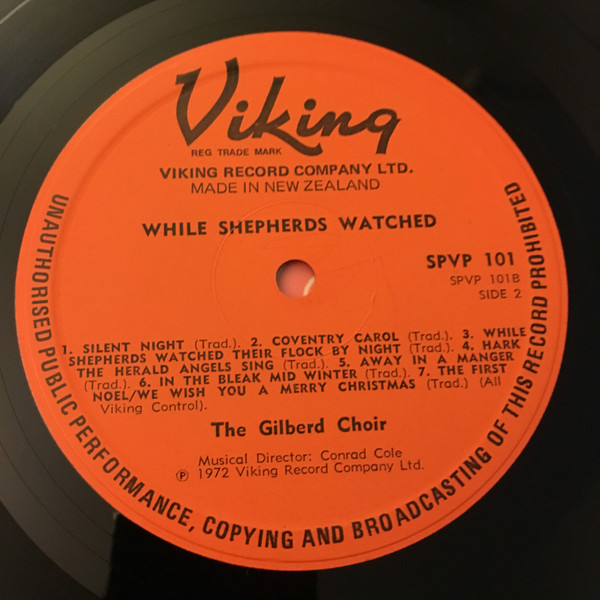 Viking
REG TRADE MARK
VIKING RECORD COMPANY LTD.
MADE IN NEW ZEALAND
WHILE SHEPHERDS WATCHED
SPVP 101
SPVP 101B
SIDE 2
1. SILENT NIGHT (Trad.). 2. COVENTRY CAROL (Trad.). 3. WHILE
SHEPHERDS WATCHED THEIR FLOCK BY NIGHT (Trad.). 4. HARK
THE HERALD ANGELS SING (Trad.). 5. AWAY IN A MANGER
(Trad.). 6. IN THE BLEAK MID WINTER (Trad.). 7. THE FIRST
NOEL/WE WISH YOU A MERRY CHRISTMAS (Trad.) (All
Viking Control).
The Gilberd Choir
Musical Director: Conrad Cole
℗ 1972 Viking Record Company Ltd.
UNAUTHORISED PUBLIC PERFORMANCE, COPYING AND BROADCASTING OF THIS RECORD PROHIBITED